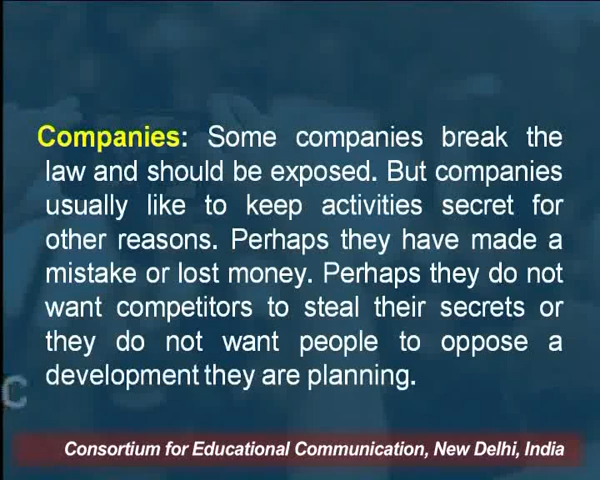 Companies: Some companies break the
law and should be exposed. But companies
usually like to keep activities secret for
other reasons. Perhaps they have made a
mistake or lost money. Perhaps they do not
want competitors to steal their secrets or
they do not want people to oppose a
development they are planning.
C
Consortium for Educational Communication, New Delhi, India